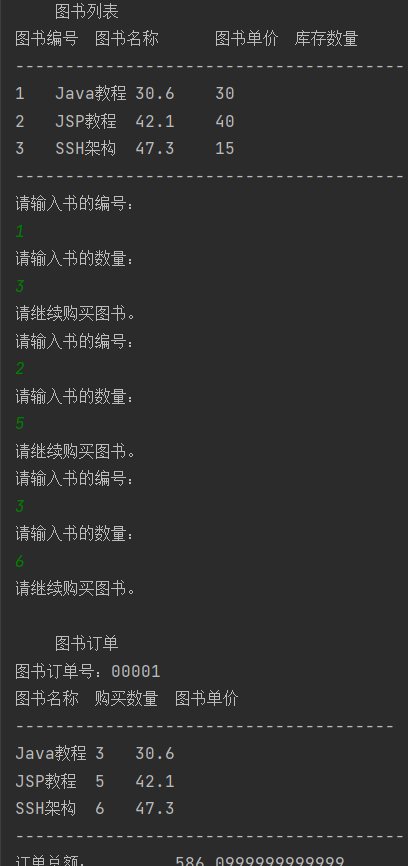 图书列表
图书编号 图书名称 图书单价 库存数量
---------------------------------------
1 Java教程 30.6 30
2 JSP教程 42.1 40
3 SSH架构 47.3 15
---------------------------------------
请输入书的编号：
1
请输入书的数量：
3
请继续购买图书。
请输入书的编号：
2
请输入书的数量：
5
请继续购买图书。
请输入书的编号：
3
请输入书的数量：
6
请继续购买图书。
图书订单
图书订单号：00001
图书名称 购买数量 图书单价
--------------------------------------
Java教程 3 30.6
JSP教程 5 42.1
SSH架构 6 47.3
---------------------------------------
订单总额： 586.0999999999999